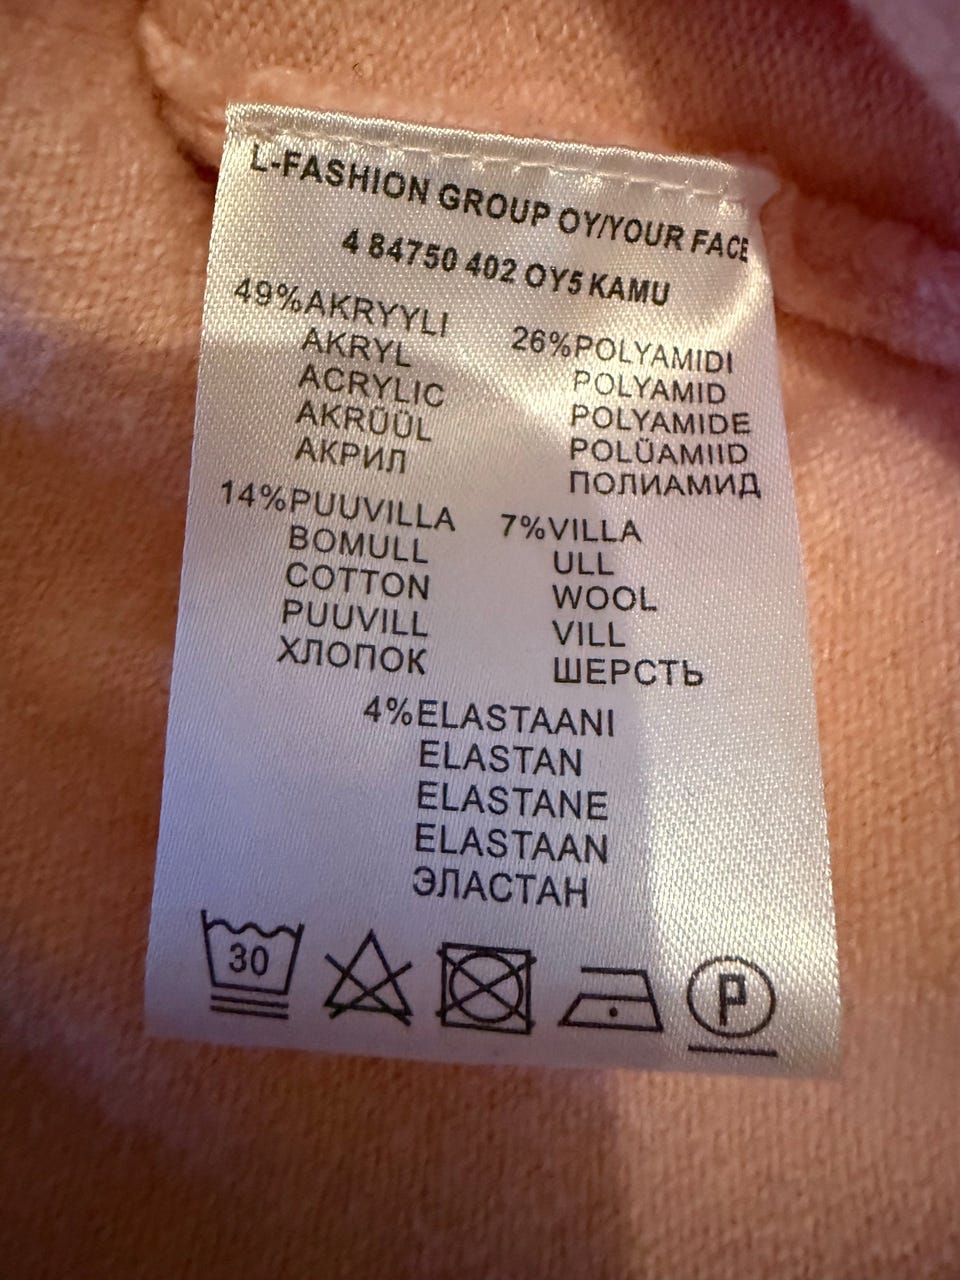 L-FASHION GROUP OY/YOUR FACE
4 84750 402 OY5 KAMU
49%AKRYYLI
AKRYL
ACRYLIC
AKRÜÜL
АКРИЛ
26%POLYAMIDI
POLYAMID
POLYAMIDE
POLÜAMIID
ПОЛИАМИД
14%PUUVILLA
BOMULL
COTTON
PUUVILL
ХЛОПОК
7%VILLA
ULL
WOOL
VILL
ШЕРСТЬ
4%ELASTAANI
ELASTAN
ELASTANE
ELASTAAN
ЭЛАСТАН
30
P